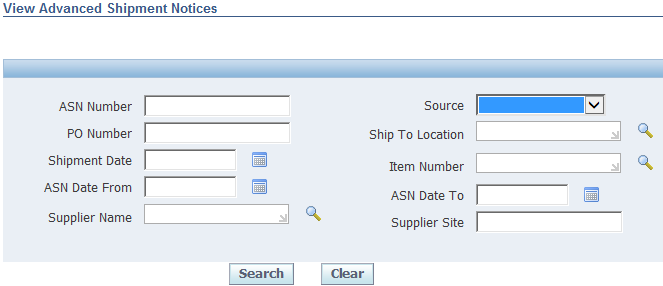 View Advanced Shipment Notices
ASN Number
Source
PO Number
Ship To Location
Shipment Date
Item Number
ASN Date From
ASN Date To
Supplier Name
Supplier Site
Search
Clear